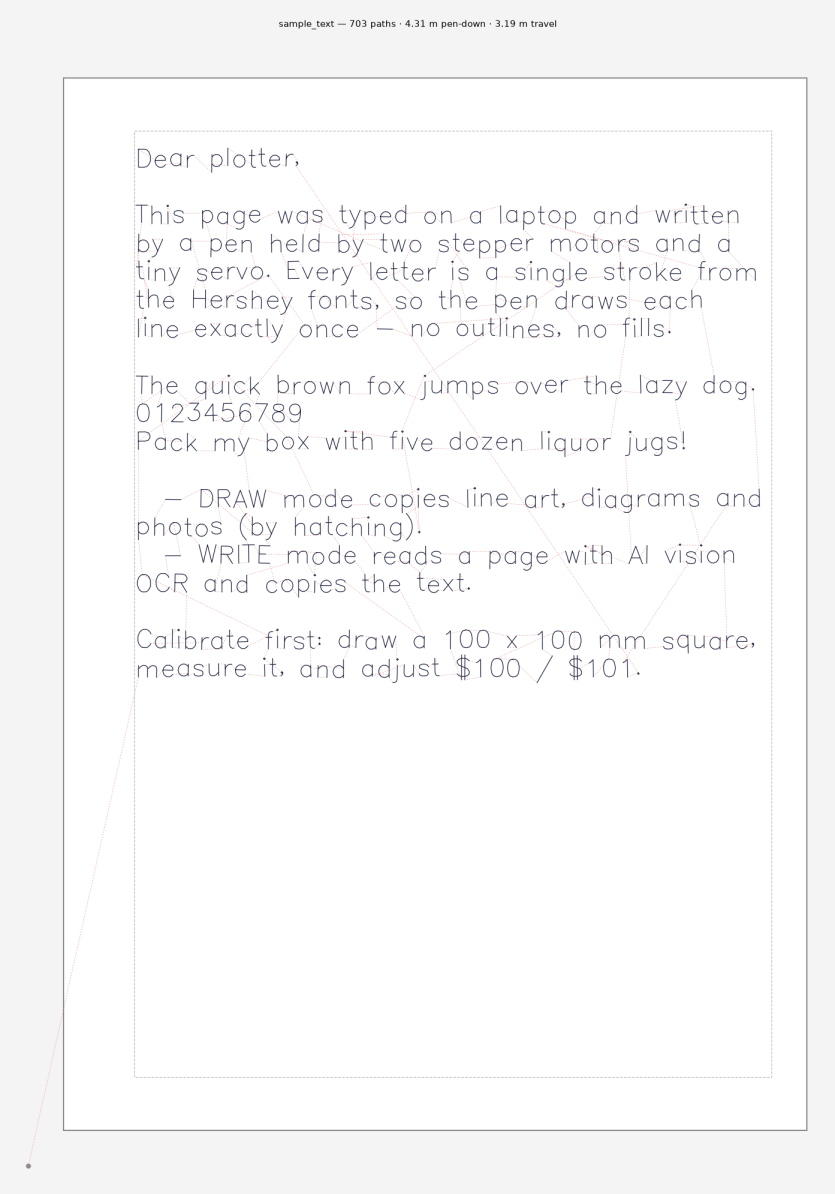 sample_text — 703 paths · 4.31 m pen-down · 3.19 m travel
Dear plotter,
This page was typed on a laptop and written
by a pen held by two stepper motors and a
tiny servo. Every letter is a single stroke from
the Hershey fonts, so the pen draws each
line exactly once — no outlines, no fills.
The quick brown fox jumps over the lazy dog.
0123456789
Pack my box with five dozen liquor jugs!
— DRAW mode copies line art, diagrams and
photos (by hatching).
— WRITE mode reads a page with AI vision
OCR and copies the text.
Calibrate first: draw a 100 x 100 mm square,
measure it, and adjust $100 / $101.